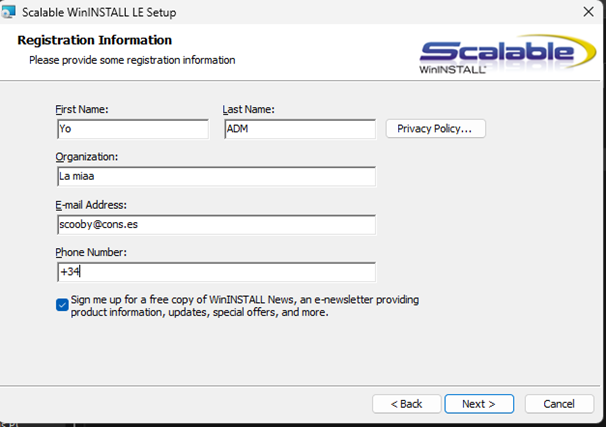 Scalable WinINSTALL LE Setup
Registration Information
Please provide some registration information
Scalable
WinINSTALL™
First Name:
Last Name:
Yo
ADM
Privacy Policy...
Organization:
La miaa
E-mail Address:
scooby@cons.es
Phone Number:
+34
Sign me up for a free copy of WinINSTALL News, an e-newsletter providing
product information, updates, special offers, and more.
< Back
Next >
Cancel